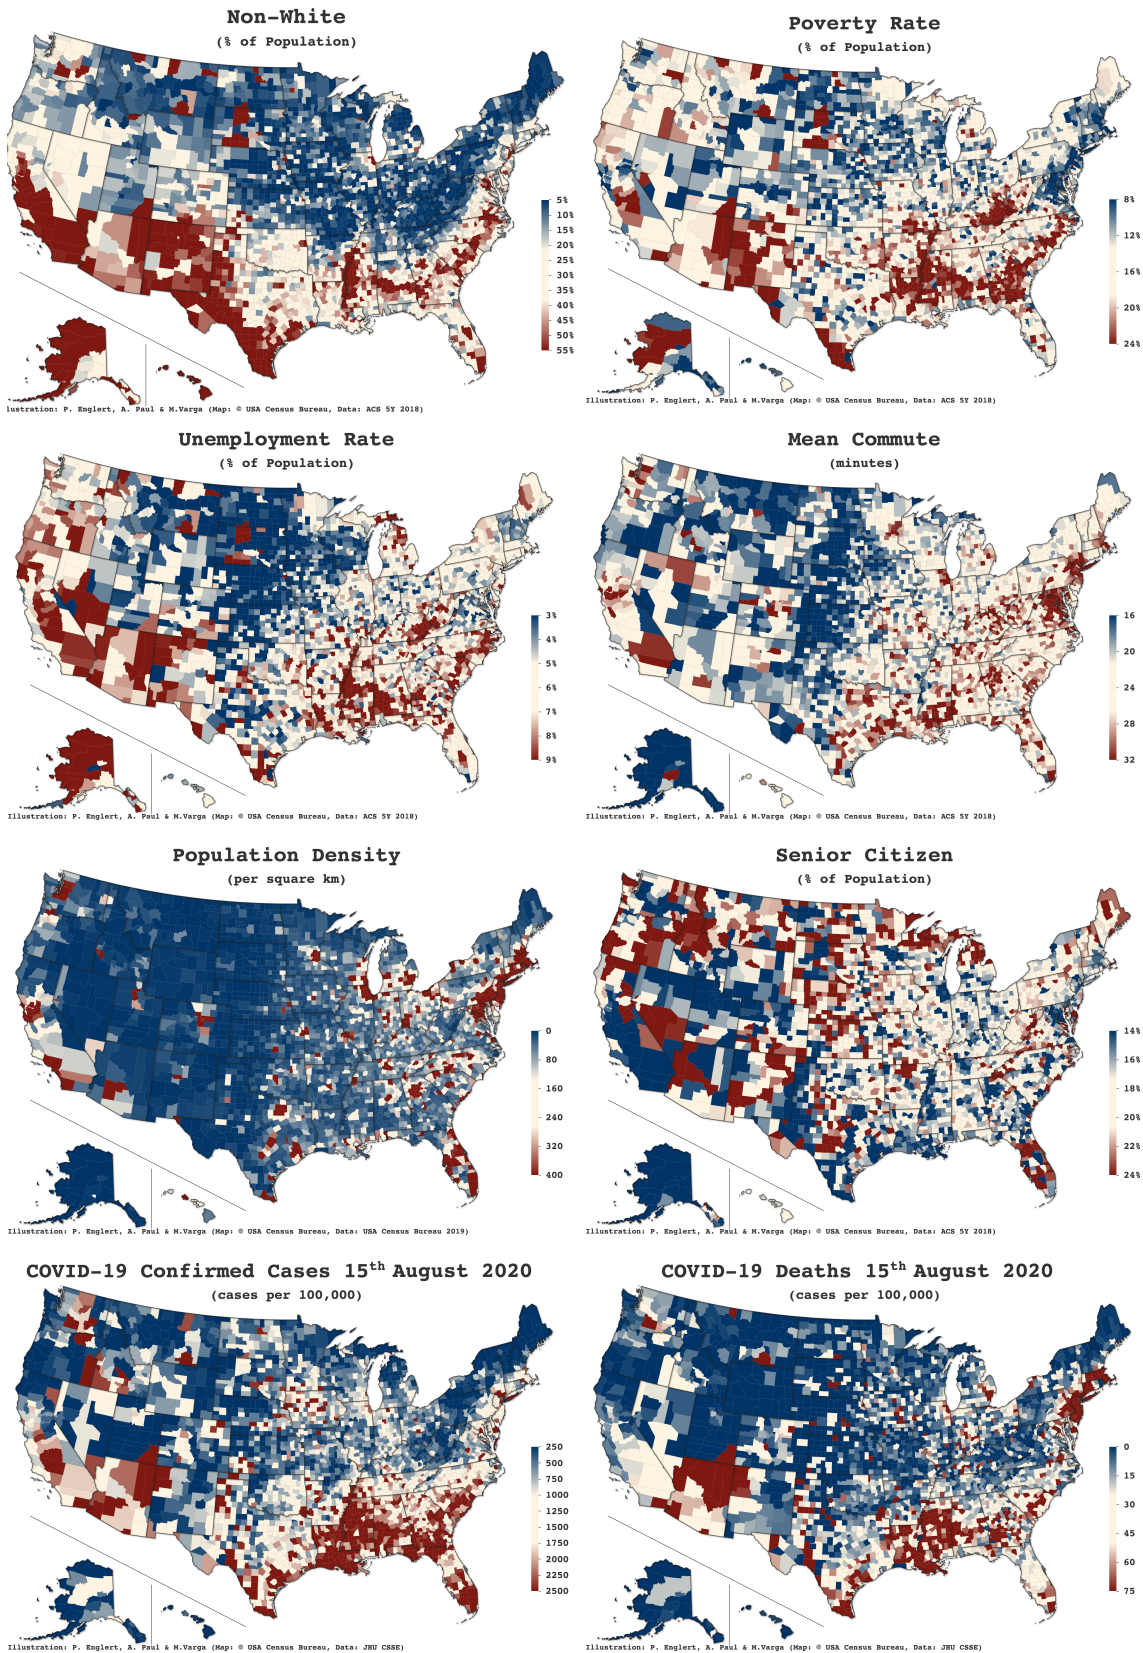 Non-White
(% of Population)
5%
10%
15%
20%
25%
30%
35%
40%
45%
50%
55%
lustration: P. Englert, A. Paul & M.Varga (Map: © USA Census Bureau, Data: ACS 5Y 2018)
Poverty Rate
(% of Population)
8%
12%
16%
20%
24%
Illustration: P. Englert, A. Paul & M.Varga (Map: © USA Census Bureau, Data: ACS 5Y 2018)
Unemployment Rate
(% of Population)
3%
4%
5%
6%
7%
8%
9%
Illustration: P. Englert, A. Paul & M.Varga (Map: © USA Census Bureau, Data: ACS 5Y 2018)
Mean Commute
(minutes)
16
20
24
28
32
Illustration: P. Englert, A. Paul & M.Varga (Map: © USA Census Bureau, Data: ACS 5Y 2018)
Population Density
(per square km)
0
80
160
240
320
400
Illustration: P. Englert, A. Paul & M.Varga (Map: © USA Census Bureau, Data: USA Census Bureau 2019)
Senior Citizen
(% of Population)
14%
16%
18%
20%
22%
24%
Illustration: P. Englert, A. Paul & M.Varga (Map: © USA Census Bureau, Data: ACS 5Y 2018)
COVID-19 Confirmed Cases 15th August 2020
(cases per 100,000)
250
500
750
1000
1250
1500
1750
2000
2250
2500
Illustration: P. Englert, A. Paul & M.Varga (Map: © USA Census Bureau, Data: JHU CSSE)
COVID-19 Deaths 15th August 2020
(cases per 100,000)
0
15
30
45
60
75
Illustration: P. Englert, A. Paul & M.Varga (Map: © USA Census Bureau, Data: JHU CSSE)